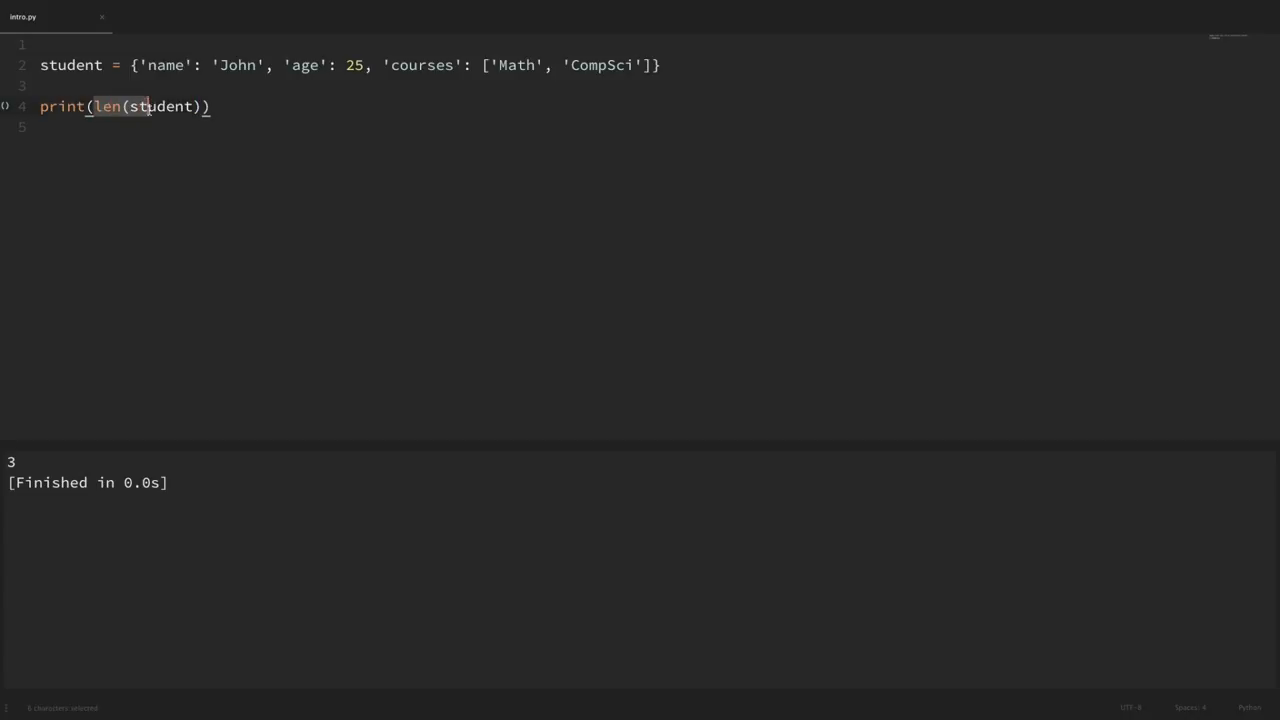 intro.py ×
1
2 student = {'name': 'John', 'age': 25, 'courses': ['Math', 'CompSci']}
3
() 4 print(len(student))
5
3
[Finished in 0.0s]
6 characters selected UTF-8 Spaces: 4 Python